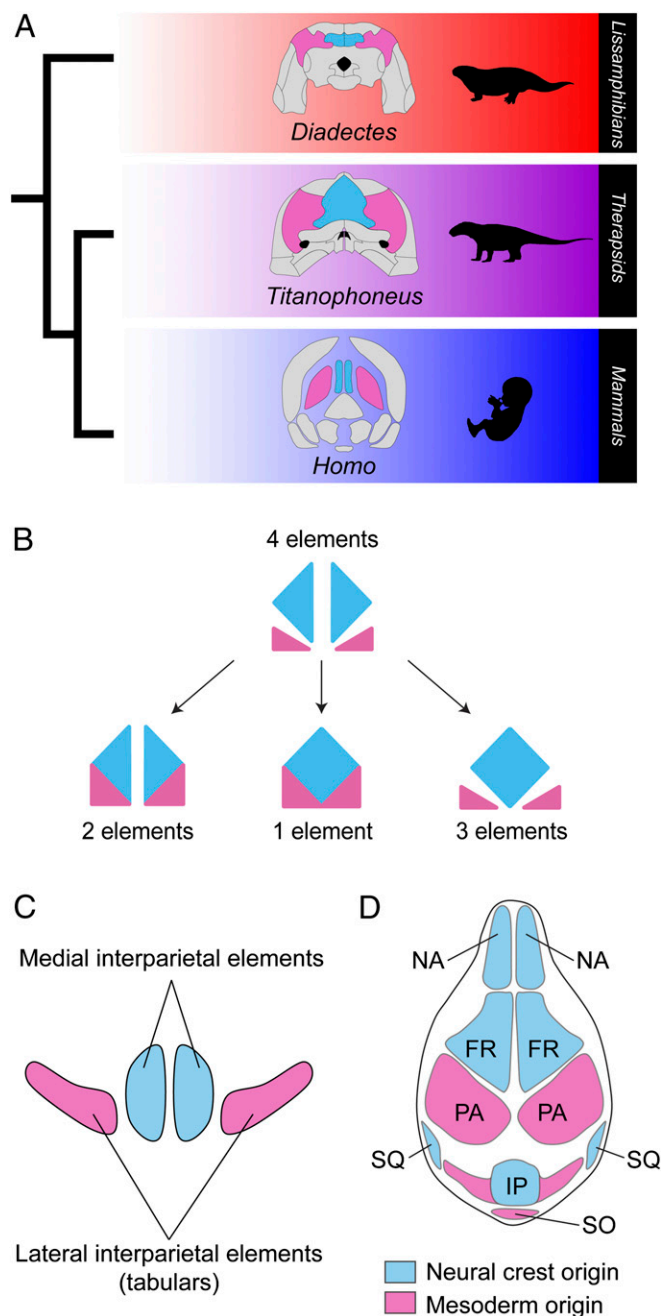 A
Diadectes
Lissamphibians
Titanophoneus
Therapsids
Homo
Mammals
B
4 elements
2 elements
1 element
3 elements
C
Medial interparietal elements
Lateral interparietal elements
(tabulars)
D
NA
NA
FR
FR
PA
PA
SQ
SQ
IP
SO
Neural crest origin
Mesoderm origin